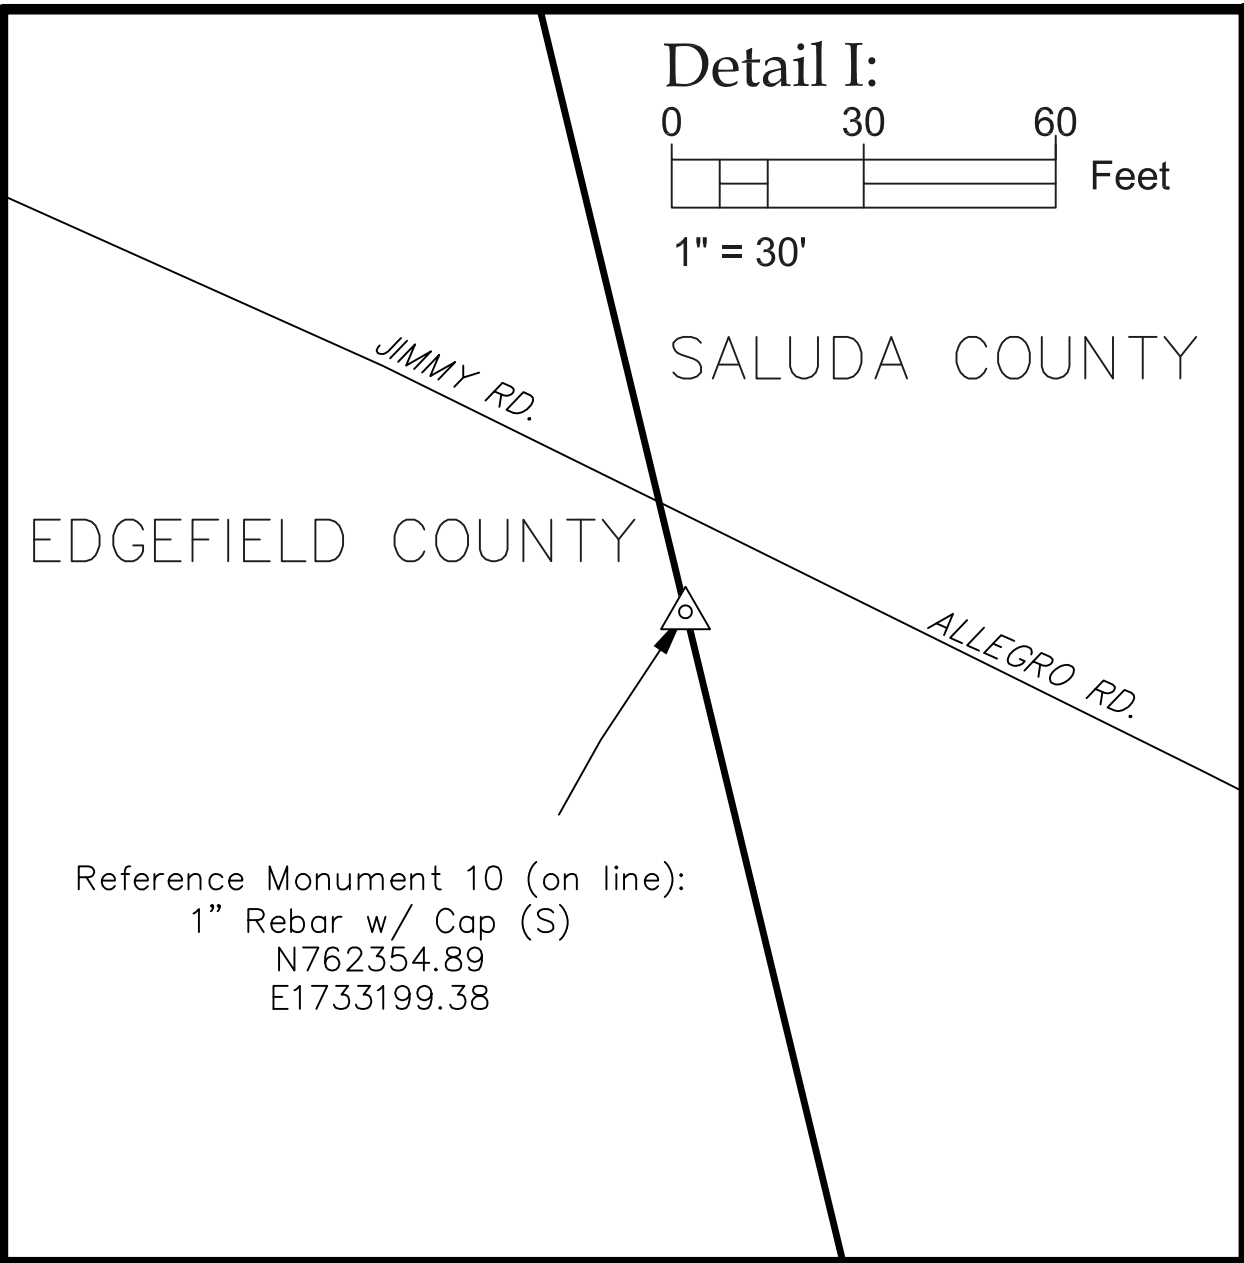 Detail I:
0 30 60
Feet
1" = 30'
SALUDA COUNTY
JIMMY RD.
EDGEFIELD COUNTY
ALLEGRO RD.
Reference Monument 10 (on line):
1” Rebar w/ Cap (S)
N762354.89
E1733199.38